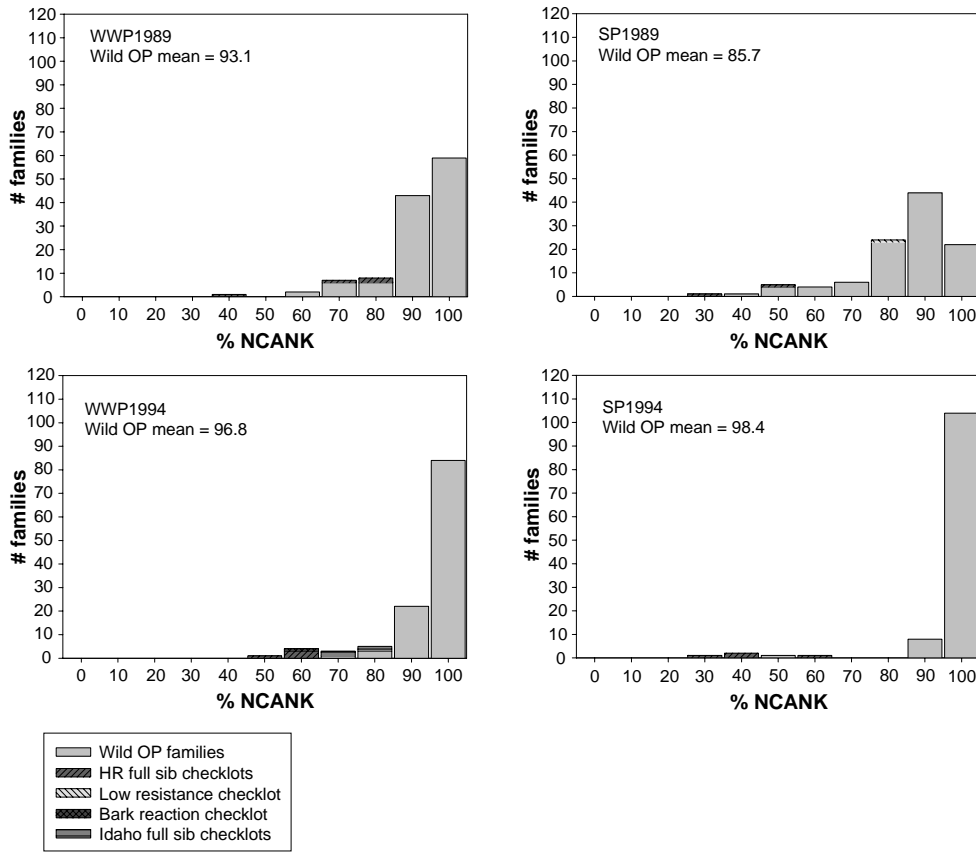 WWP1989
Wild OP mean = 93.1
# families
120
110
100
90
80
70
60
50
40
30
20
10
0
0 10 20 30 40 50 60 70 80 90 100
% NCANK
SP1989
Wild OP mean = 85.7
# families
120
110
100
90
80
70
60
50
40
30
20
10
0
0 10 20 30 40 50 60 70 80 90 100
% NCANK
WWP1994
Wild OP mean = 96.8
# families
120
110
100
90
80
70
60
50
40
30
20
10
0
0 10 20 30 40 50 60 70 80 90 100
% NCANK
SP1994
Wild OP mean = 98.4
# families
120
110
100
90
80
70
60
50
40
30
20
10
0
0 10 20 30 40 50 60 70 80 90 100
% NCANK
Wild OP families
HR full sib checklots
Low resistance checklot
Bark reaction checklot
Idaho full sib checklots